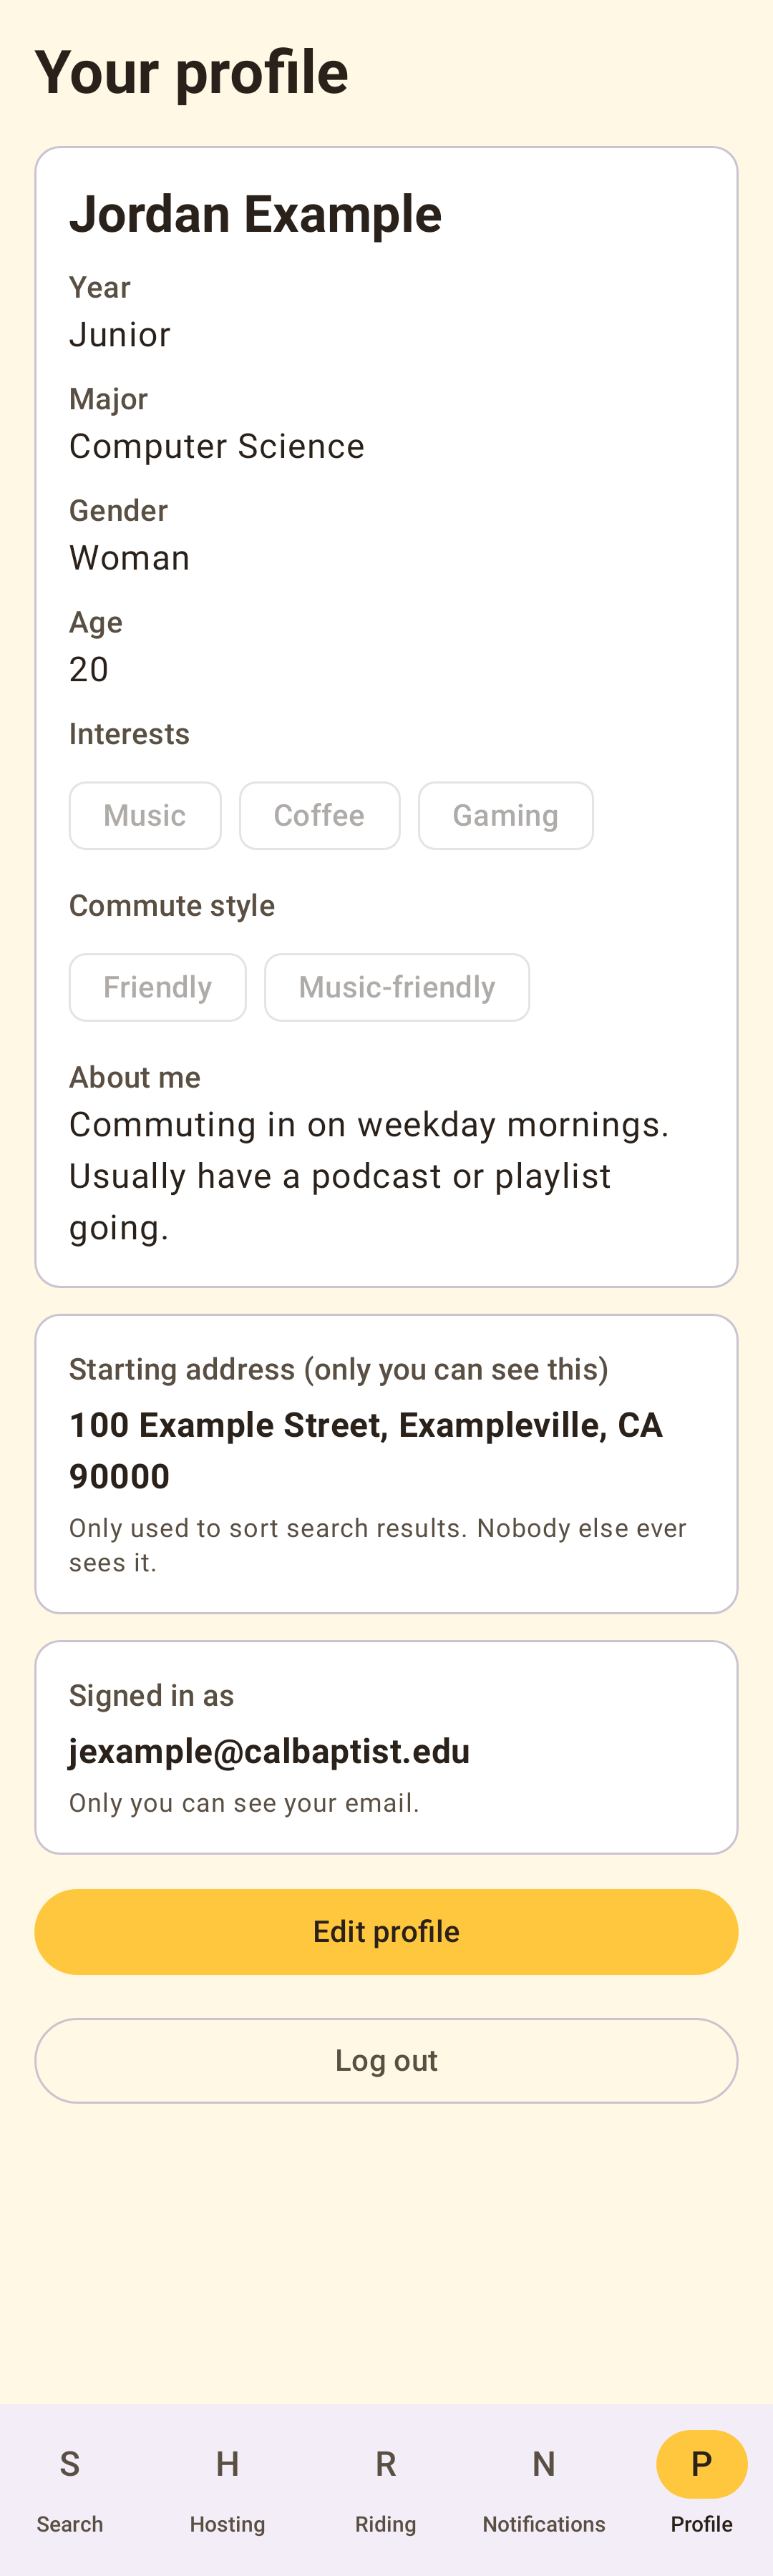 Your profile
Jordan Example
Year
Junior
Major
Computer Science
Gender
Woman
Age
20
Interests
Music Coffee Gaming
Commute style
Friendly Music-friendly
About me
Commuting in on weekday mornings.
Usually have a podcast or playlist
going.
Starting address (only you can see this)
100 Example Street, Exampleville, CA
90000
Only used to sort search results. Nobody else ever
sees it.
Signed in as
jexample@calbaptist.edu
Only you can see your email.
Edit profile
Log out
S H R N P
Search Hosting Riding Notifications Profile